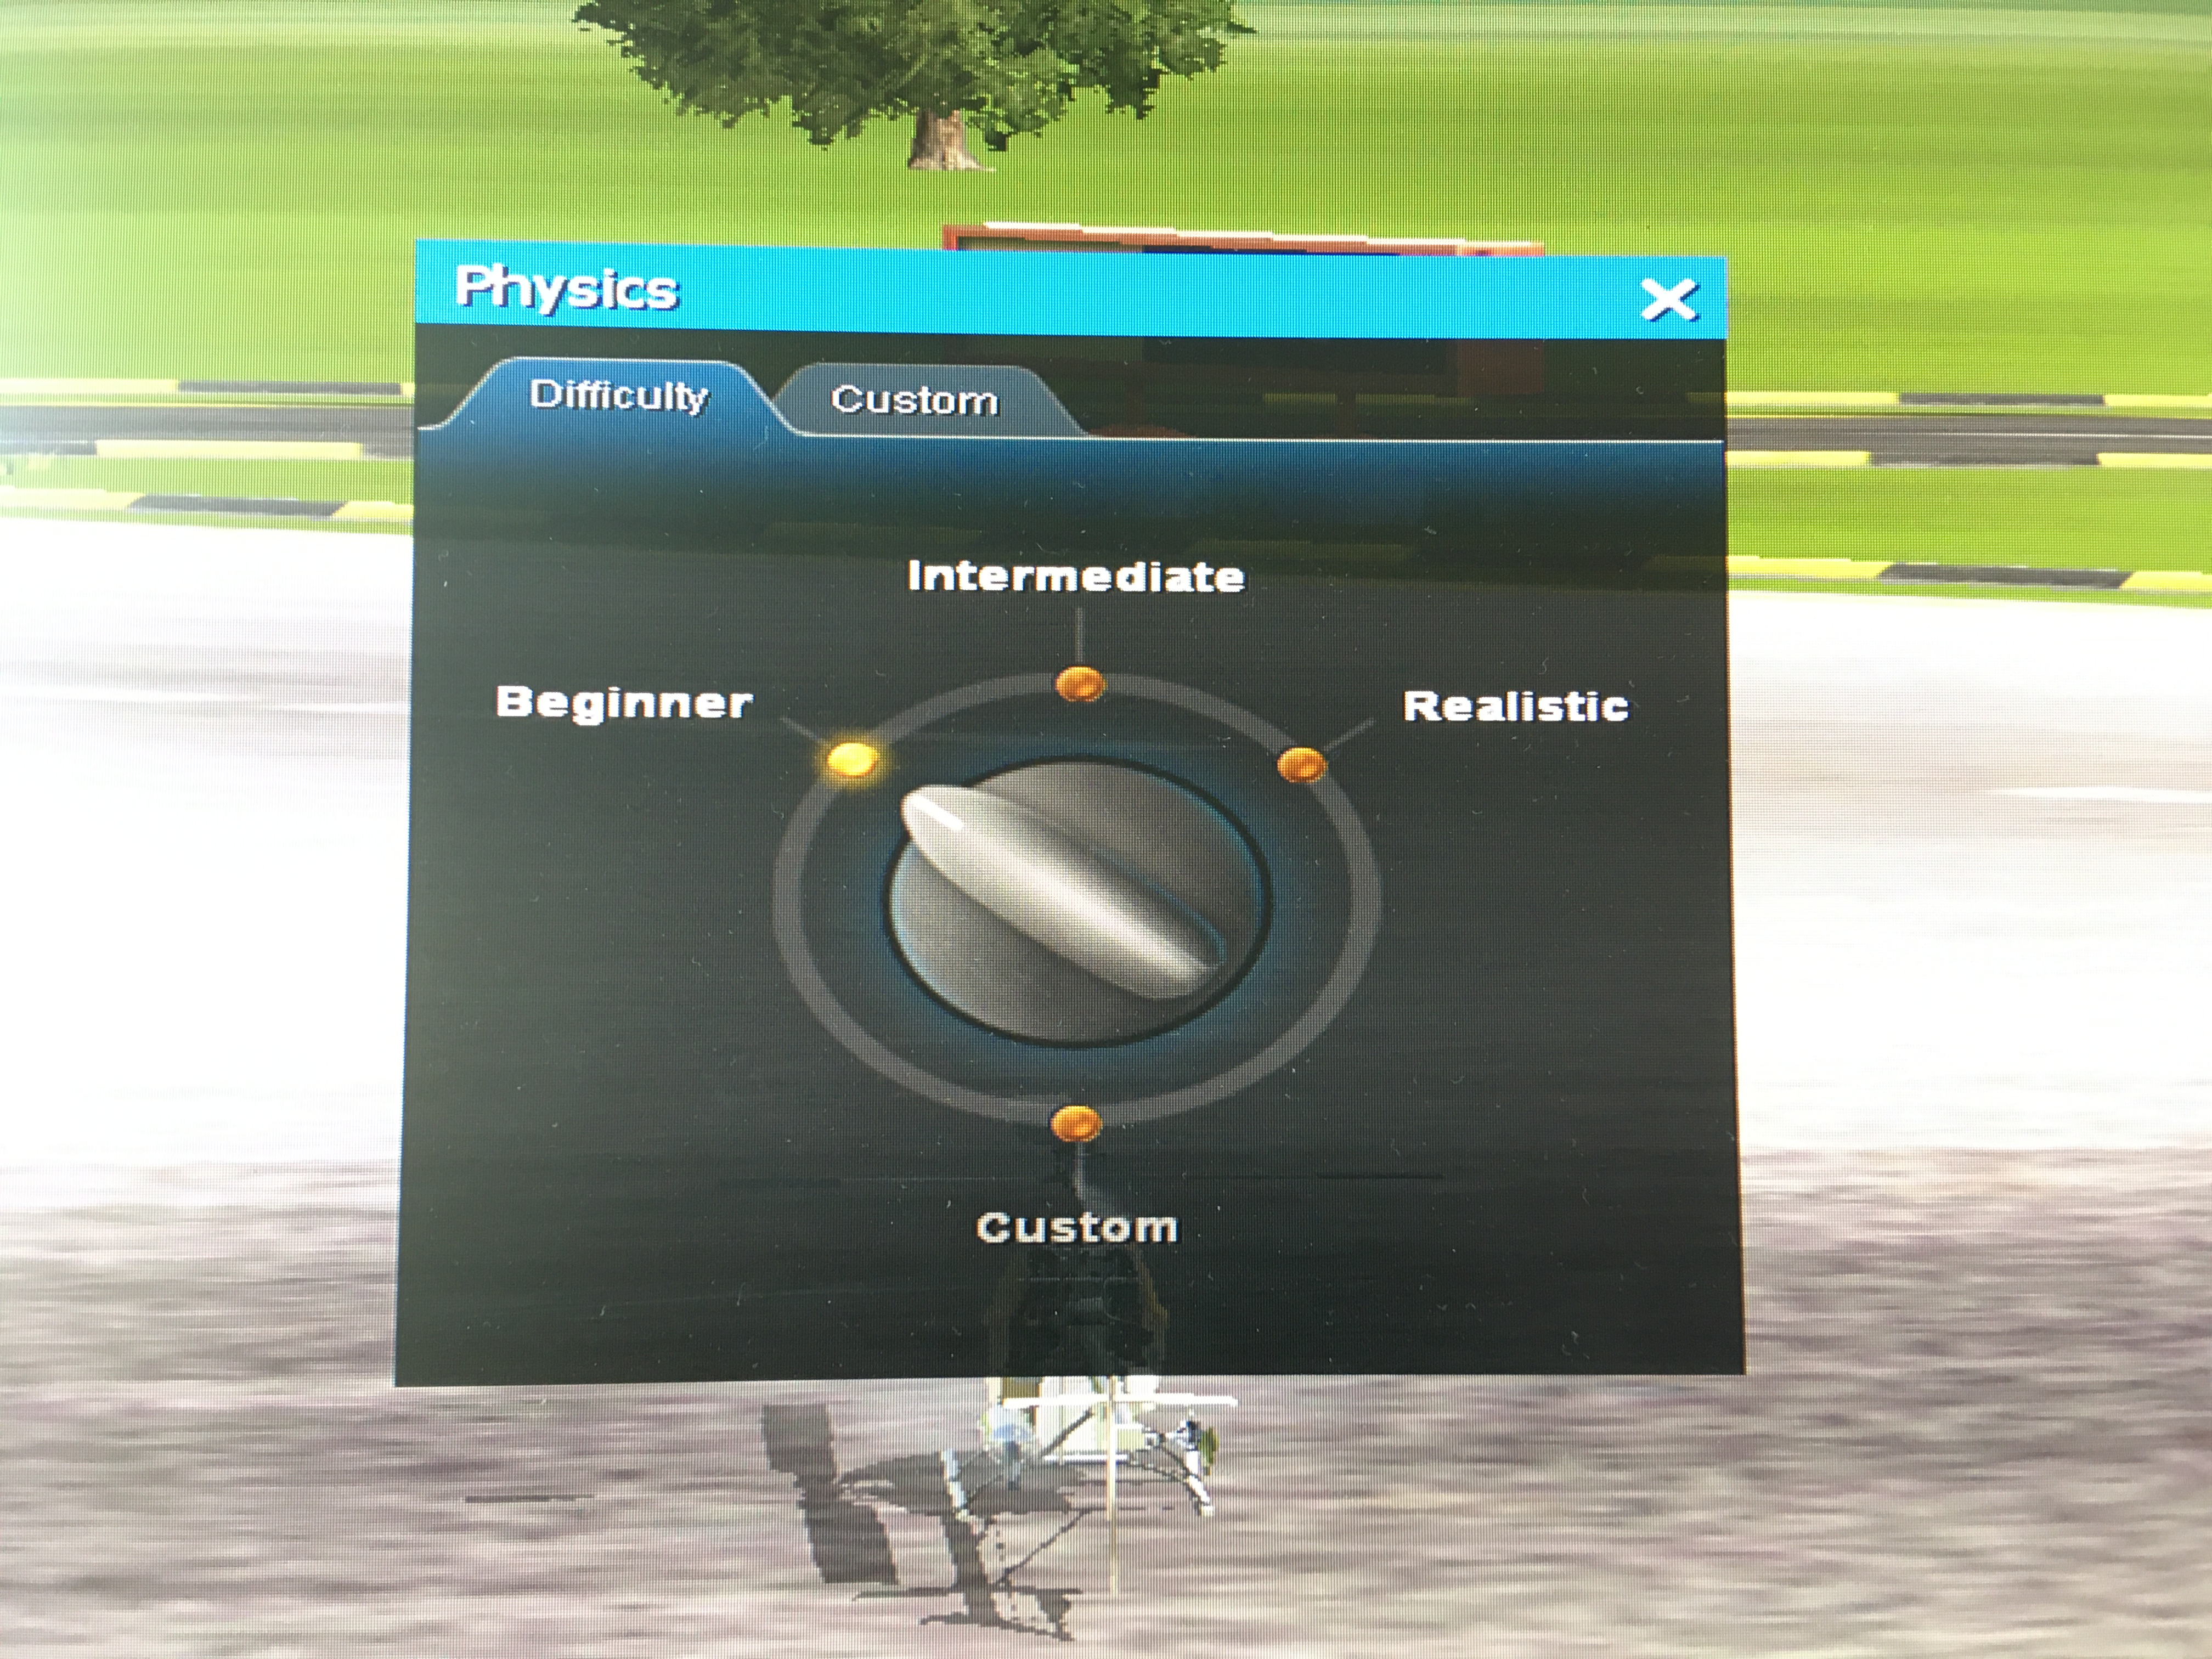 Physics
Difficulty
Custom
Intermediate
Beginner
Realistic
Custom